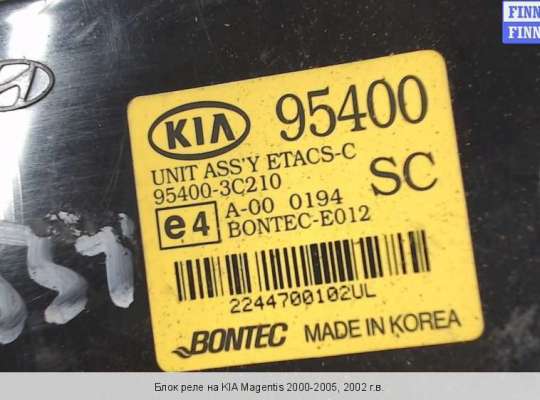 FINN
FINN
KIA 95400
UNIT ASS'Y ETACS-C
95400-3C210
SC
e4
A-00 0194
BONTEC-E012
2244700102UL
BONTEC MADE IN KOREA
Блок реле на KIA Magentis 2000-2005, 2002 г.в.